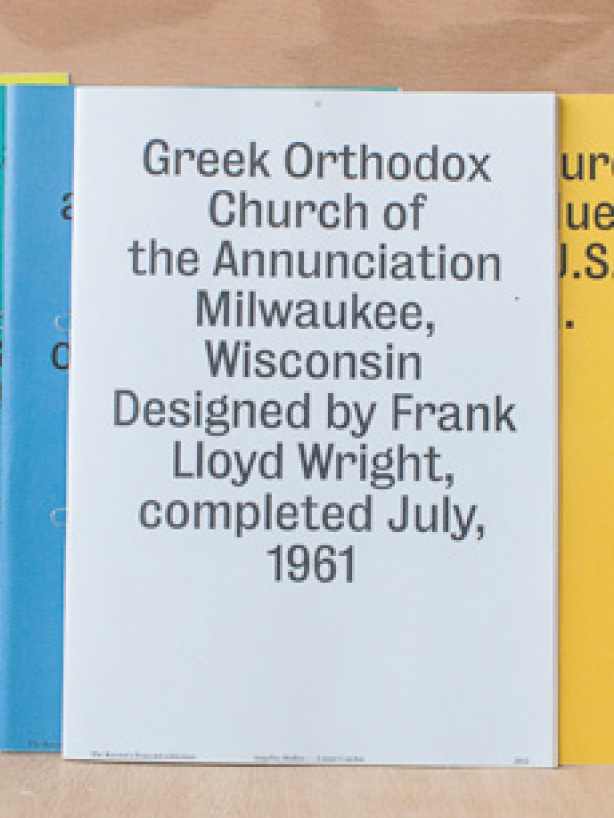 Greek Orthodox
Church of
the Annunciation
Milwaukee,
Wisconsin
Designed by Frank
Lloyd Wright,
completed July,
1961